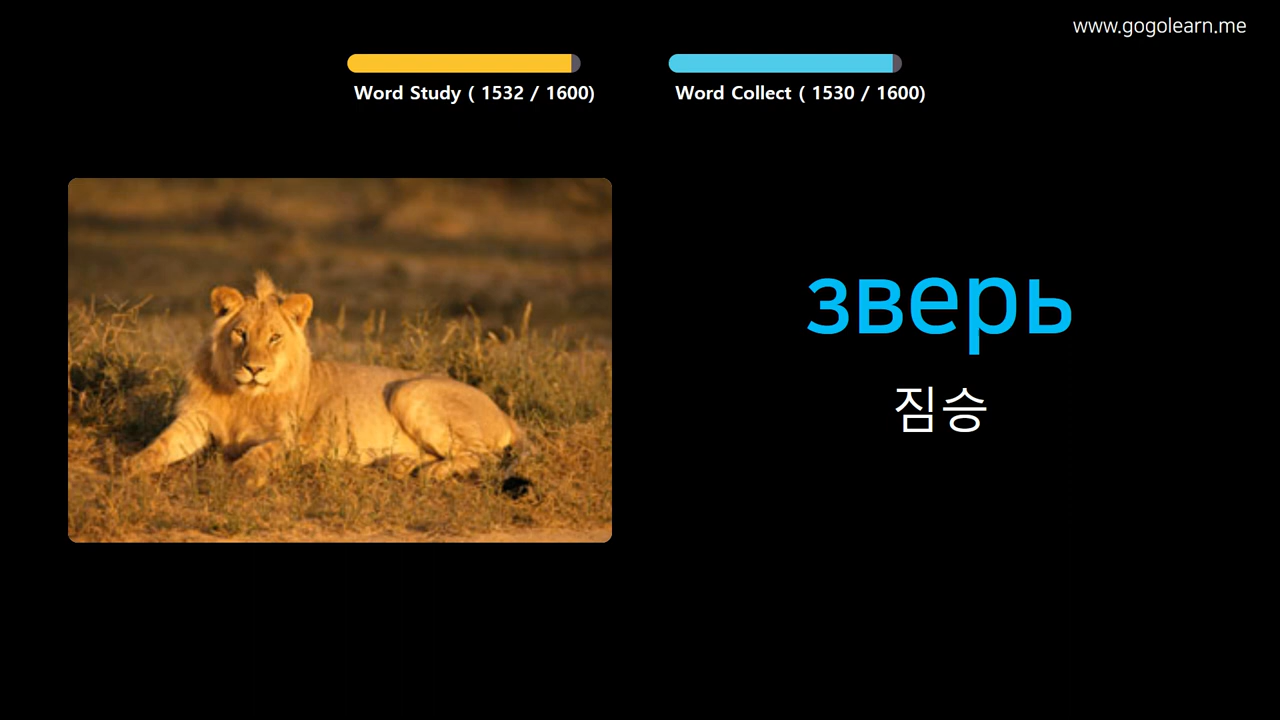 www.gogolearn.me
Word Study ( 1532 / 1600)
Word Collect ( 1530 / 1600)
зверь
짐승